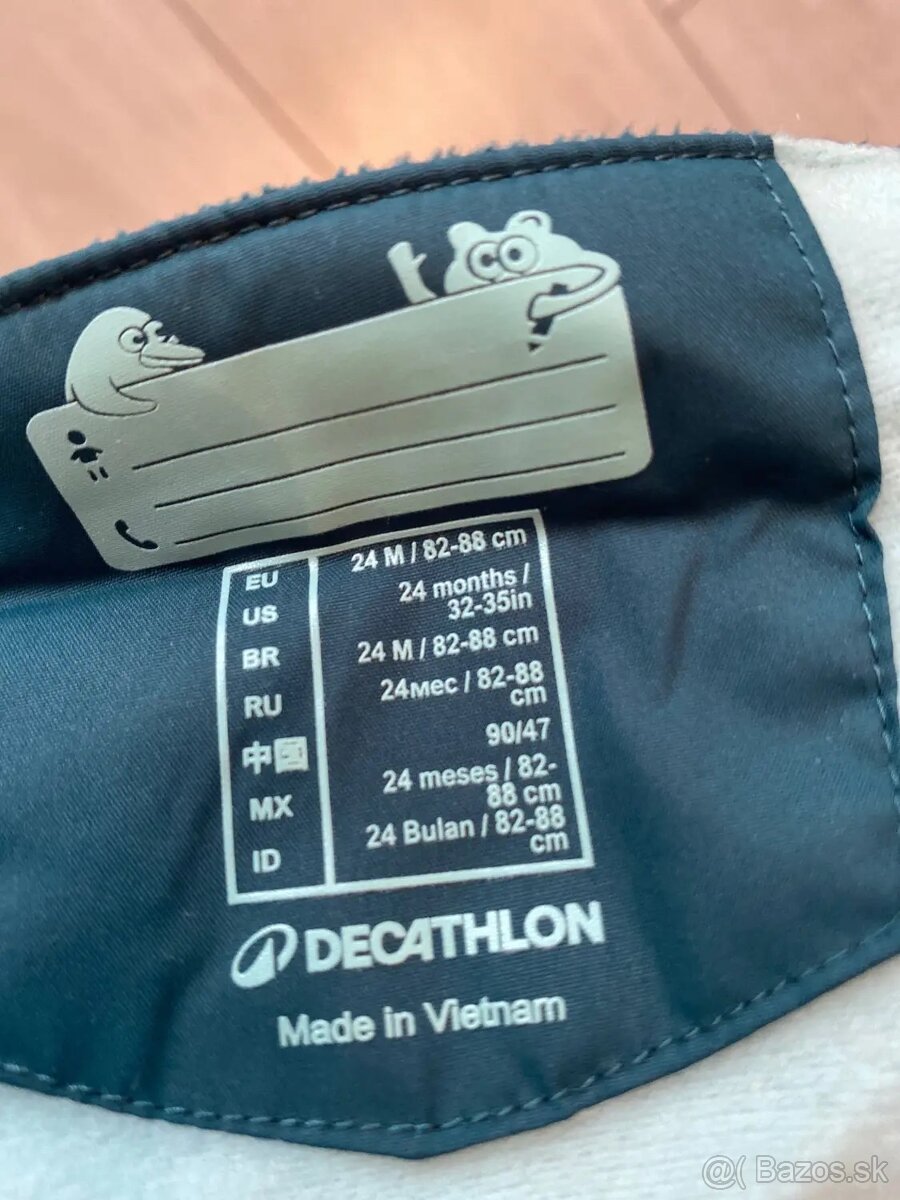 EU 24 M / 82-88 cm
US 24 months /
32-35in
BR 24 M / 82-88 cm
RU 24мес / 82-88
cm
中国 90/47
MX 24 meses / 82-
88 cm
ID 24 Bulan / 82-88
cm
DECATHLON
Made in Vietnam
@( Bazos.sk